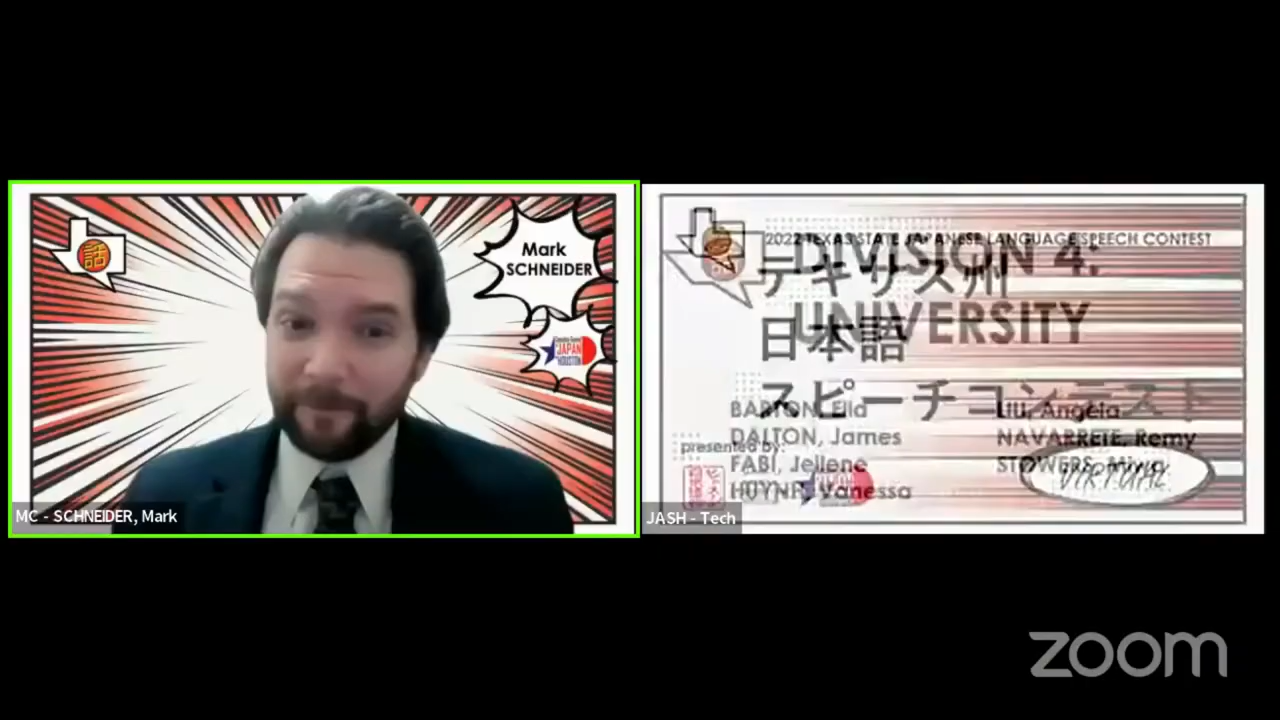 話
Mark
SCHNEIDER
JAPAN
MC - SCHNEIDER, Mark
2022 TEXAS STATE JAPANESE LANGUAGE SPEECH CONTEST
DIVISION 4:
テキサス州
UNIVERSITY
日本語
スピーチコンテスト
BARTON, Ella
LIU, Angela
DALTON, James
NAVARRETE, Remy
presented by:
FABI, Jellene
STOWERS, Miya
VIRTUAL
HUYNH, Vanessa
JASH - Tech
zoom